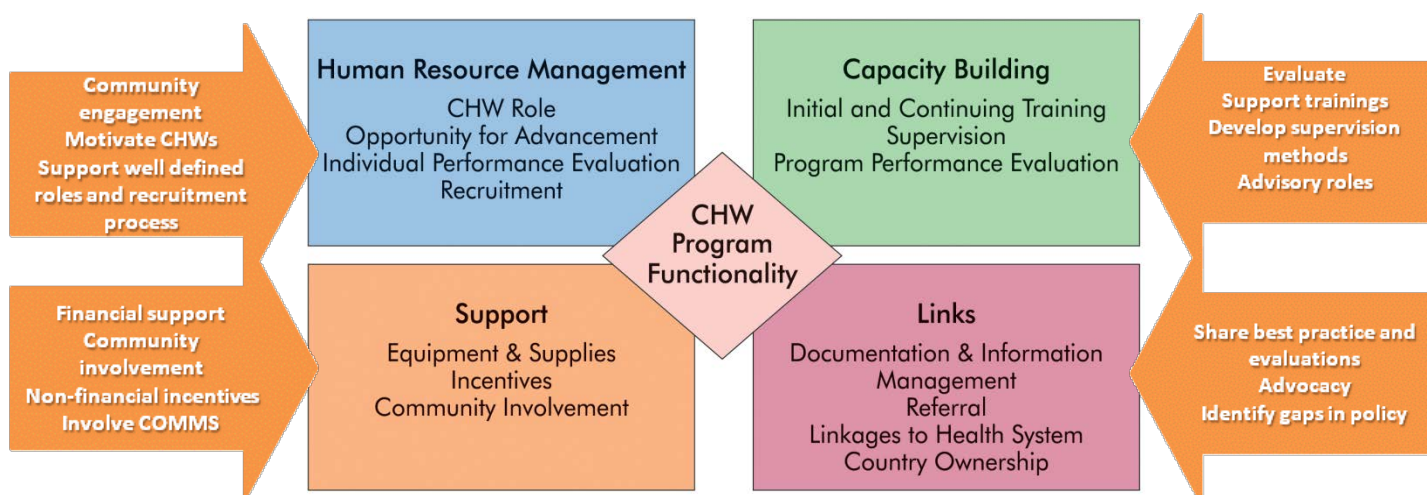 Community
engagement
Motivate CHWs
Support well defined
roles and recruitment
process
Human Resource Management
CHW Role
Opportunity for Advancement
Individual Performance Evaluation
Recruitment
Capacity Building
Initial and Continuing Training
Supervision
Program Performance Evaluation
Evaluate
Support trainings
Develop supervision
methods
Advisory roles
CHW
Program
Functionality
Financial support
Community
involvement
Non-financial incentives
Involve COMMS
Support
Equipment & Supplies
Incentives
Community Involvement
Links
Documentation & Information
Management
Referral
Linkages to Health System
Country Ownership
Share best practice and
evaluations
Advocacy
Identify gaps in policy